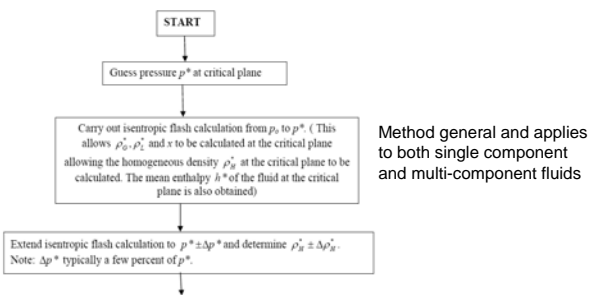 START
Guess pressure p* at critical plane
Carry out isentropic flash calculation from p₀ to p*. ( This
allows ρ*G, ρ*L and x to be calculated at the critical plane
allowing the homogeneous density ρ*H at the critical plane to be
calculated. The mean enthalpy h* of the fluid at the critical
plane is also obtained)
Method general and applies
to both single component
and multi-component fluids
Extend isentropic flash calculation to p*±Δp* and determine ρ*H ± Δρ*H.
Note: Δp* typically a few percent of p*.